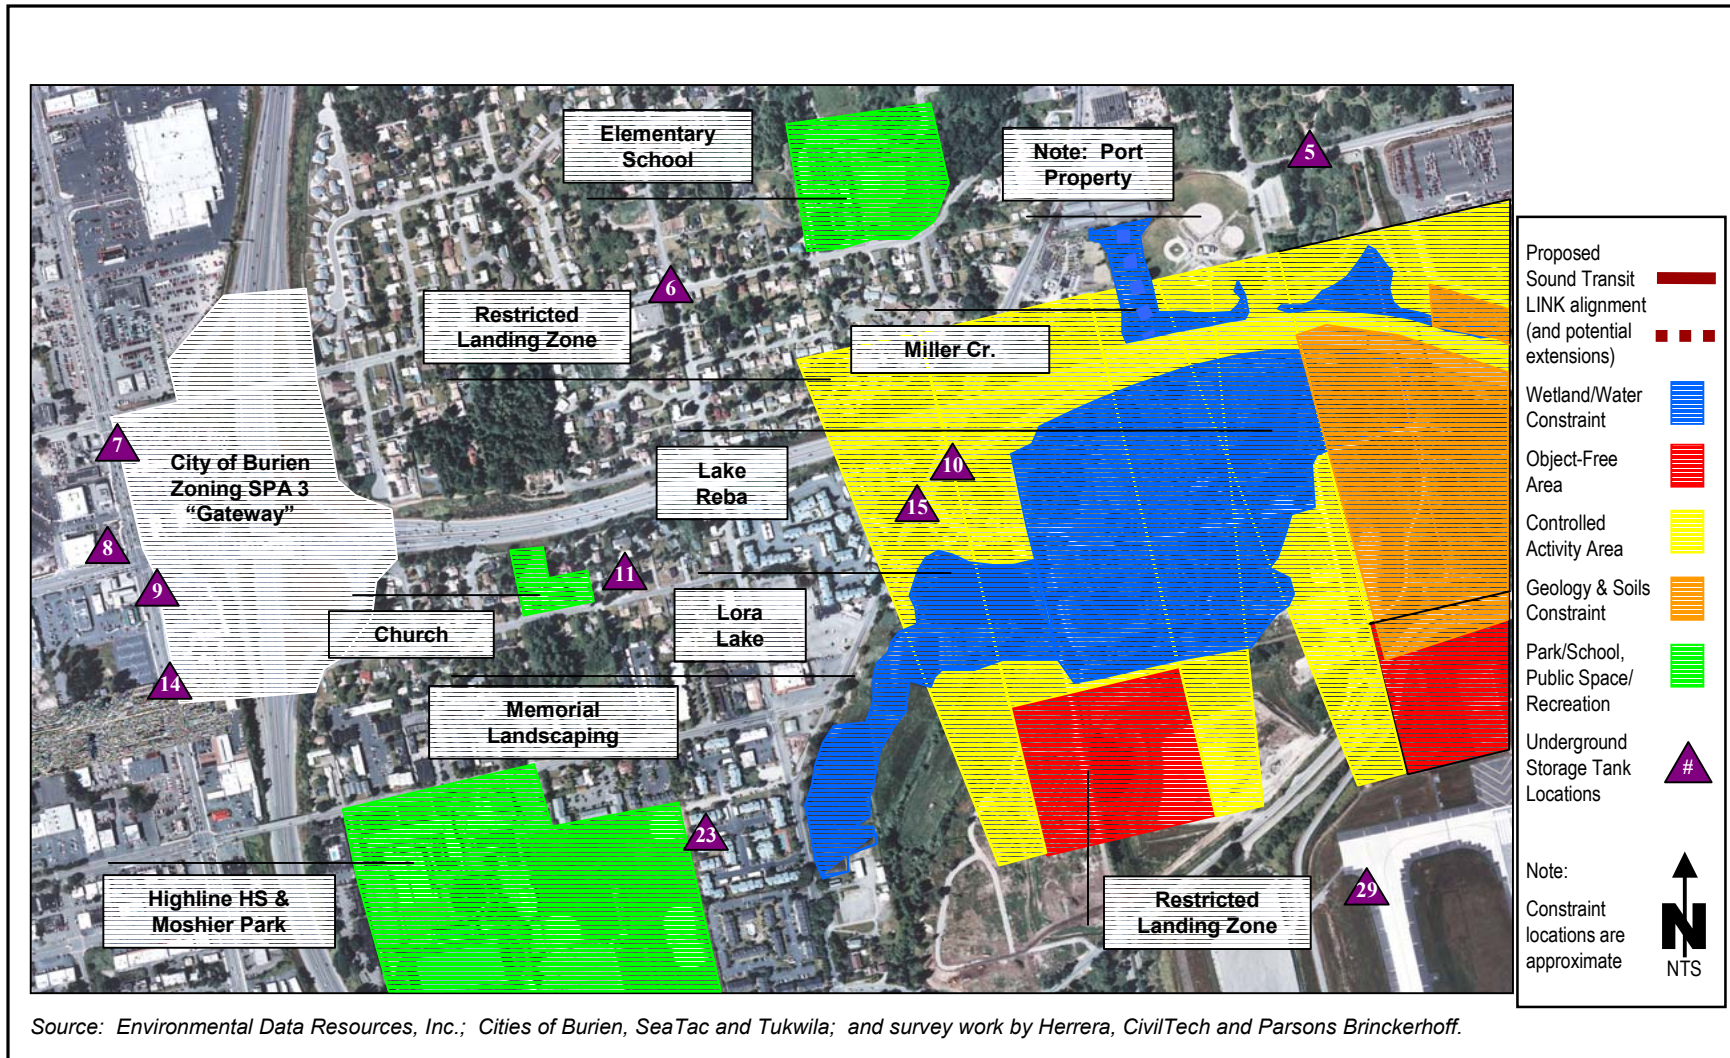 Elementary
School
Note:  Port
Property
5
6
Restricted
Landing Zone
Miller Cr.
7
City of Burien
Zoning SPA 3
“Gateway”
Lake
Reba
10
15
8
9
11
Church
Lora
Lake
14
Memorial
Landscaping
23
Highline HS &
Moshier Park
Restricted
Landing Zone
29
Proposed
Sound Transit
LINK alignment
(and potential
extensions)
Wetland/Water
Constraint
Object-Free
Area
Controlled
Activity Area
Geology & Soils
Constraint
Park/School,
Public Space/
Recreation
Underground
Storage Tank
Locations
#
Note:
Constraint
locations are
approximate
N
NTS
Source:  Environmental Data Resources, Inc.;  Cities of Burien, SeaTac and Tukwila;  and survey work by Herrera, CivilTech and Parsons Brinckerhoff.